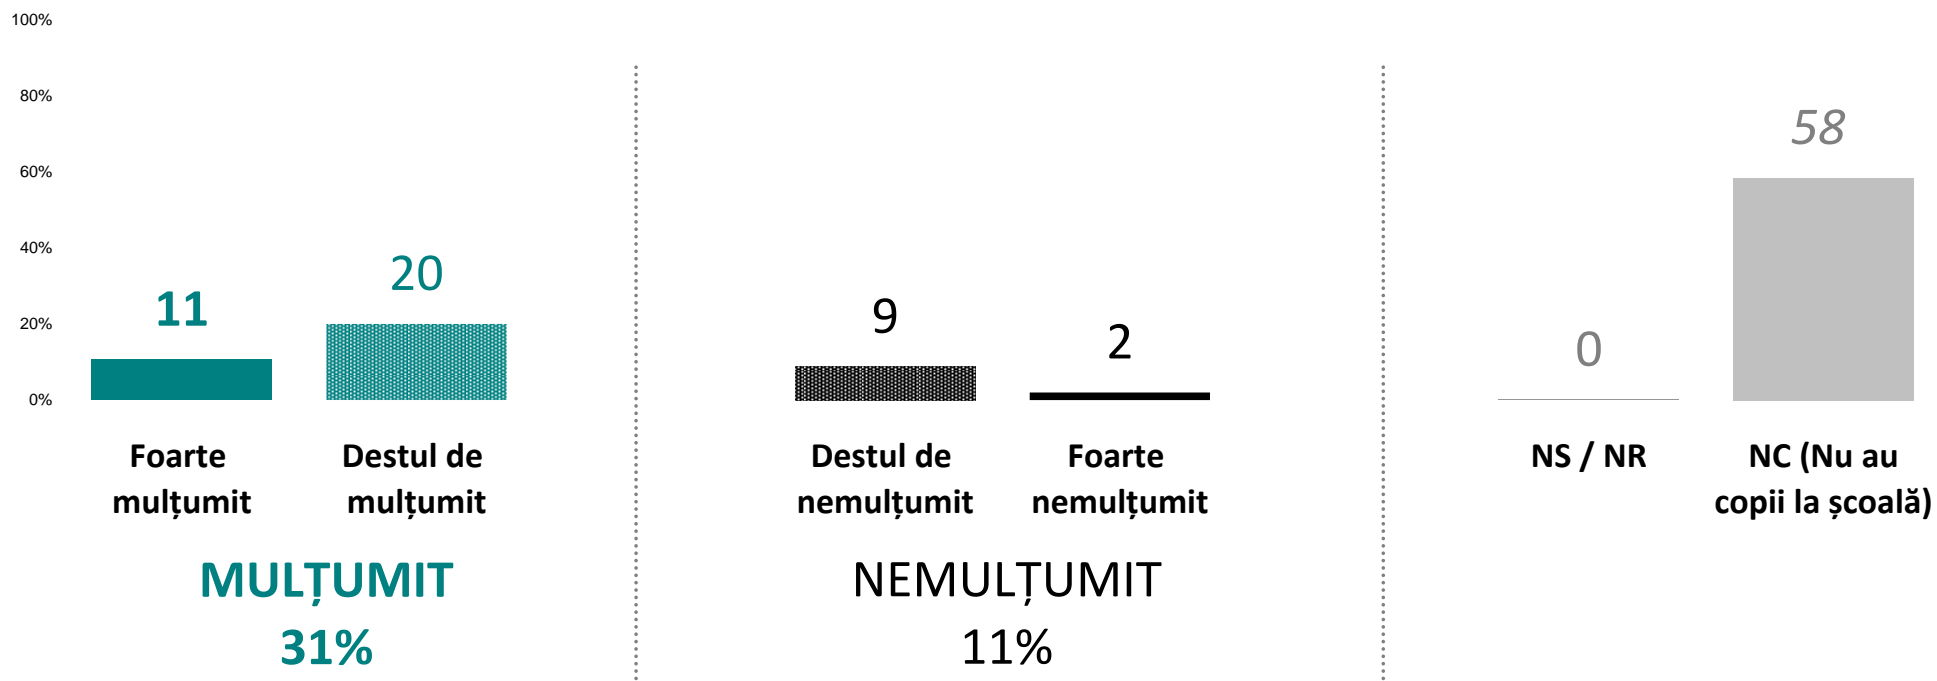 100%
80%
60%
40%
20%
0%
11
20
9
2
0
58
Foarte
mulțumit
Destul de
mulțumit
Destul de
nemulțumit
Foarte
nemulțumit
NS / NR
NC (Nu au
copii la școală)
MULȚUMIT
31%
NEMULȚUMIT
11%